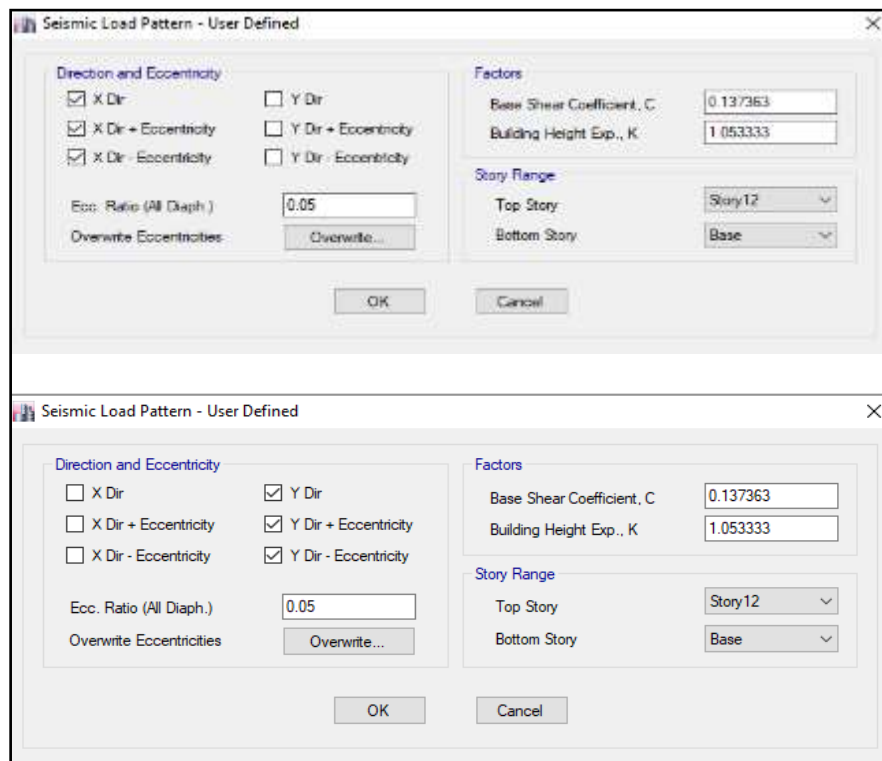 Seismic Load Pattern - User Defined
Direction and Eccentricity
X Dir
Y Dir
X Dir + Eccentricity
Y Dir + Eccentricity
X Dir - Eccentricity
Y Dir - Eccentricity
Ecc. Ratio (All Diaph.)
0.05
Overwrite Eccentricities
Overwrite...
Factors
Base Shear Coefficient, C
0.137363
Building Height Exp., K
1.053333
Story Range
Top Story
Story12
Bottom Story
Base
OK
Cancel
Seismic Load Pattern - User Defined
Direction and Eccentricity
X Dir
Y Dir
X Dir + Eccentricity
Y Dir + Eccentricity
X Dir - Eccentricity
Y Dir - Eccentricity
Ecc. Ratio (All Diaph.)
0.05
Overwrite Eccentricities
Overwrite...
Factors
Base Shear Coefficient, C
0.137363
Building Height Exp., K
1.053333
Story Range
Top Story
Story12
Bottom Story
Base
OK
Cancel